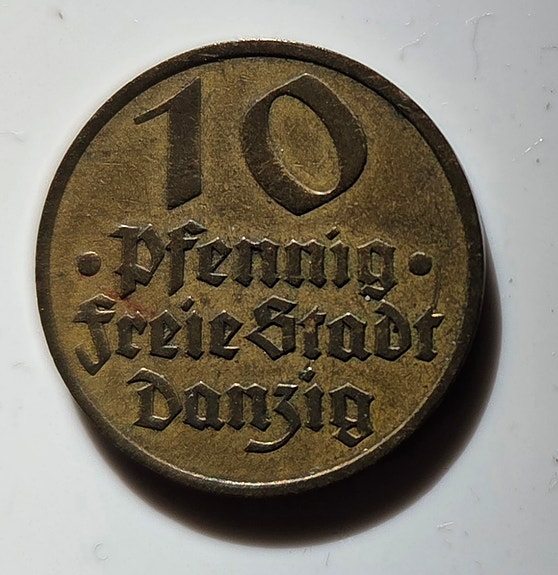 10
· Pfennig ·
Freie Stadt
Danzig